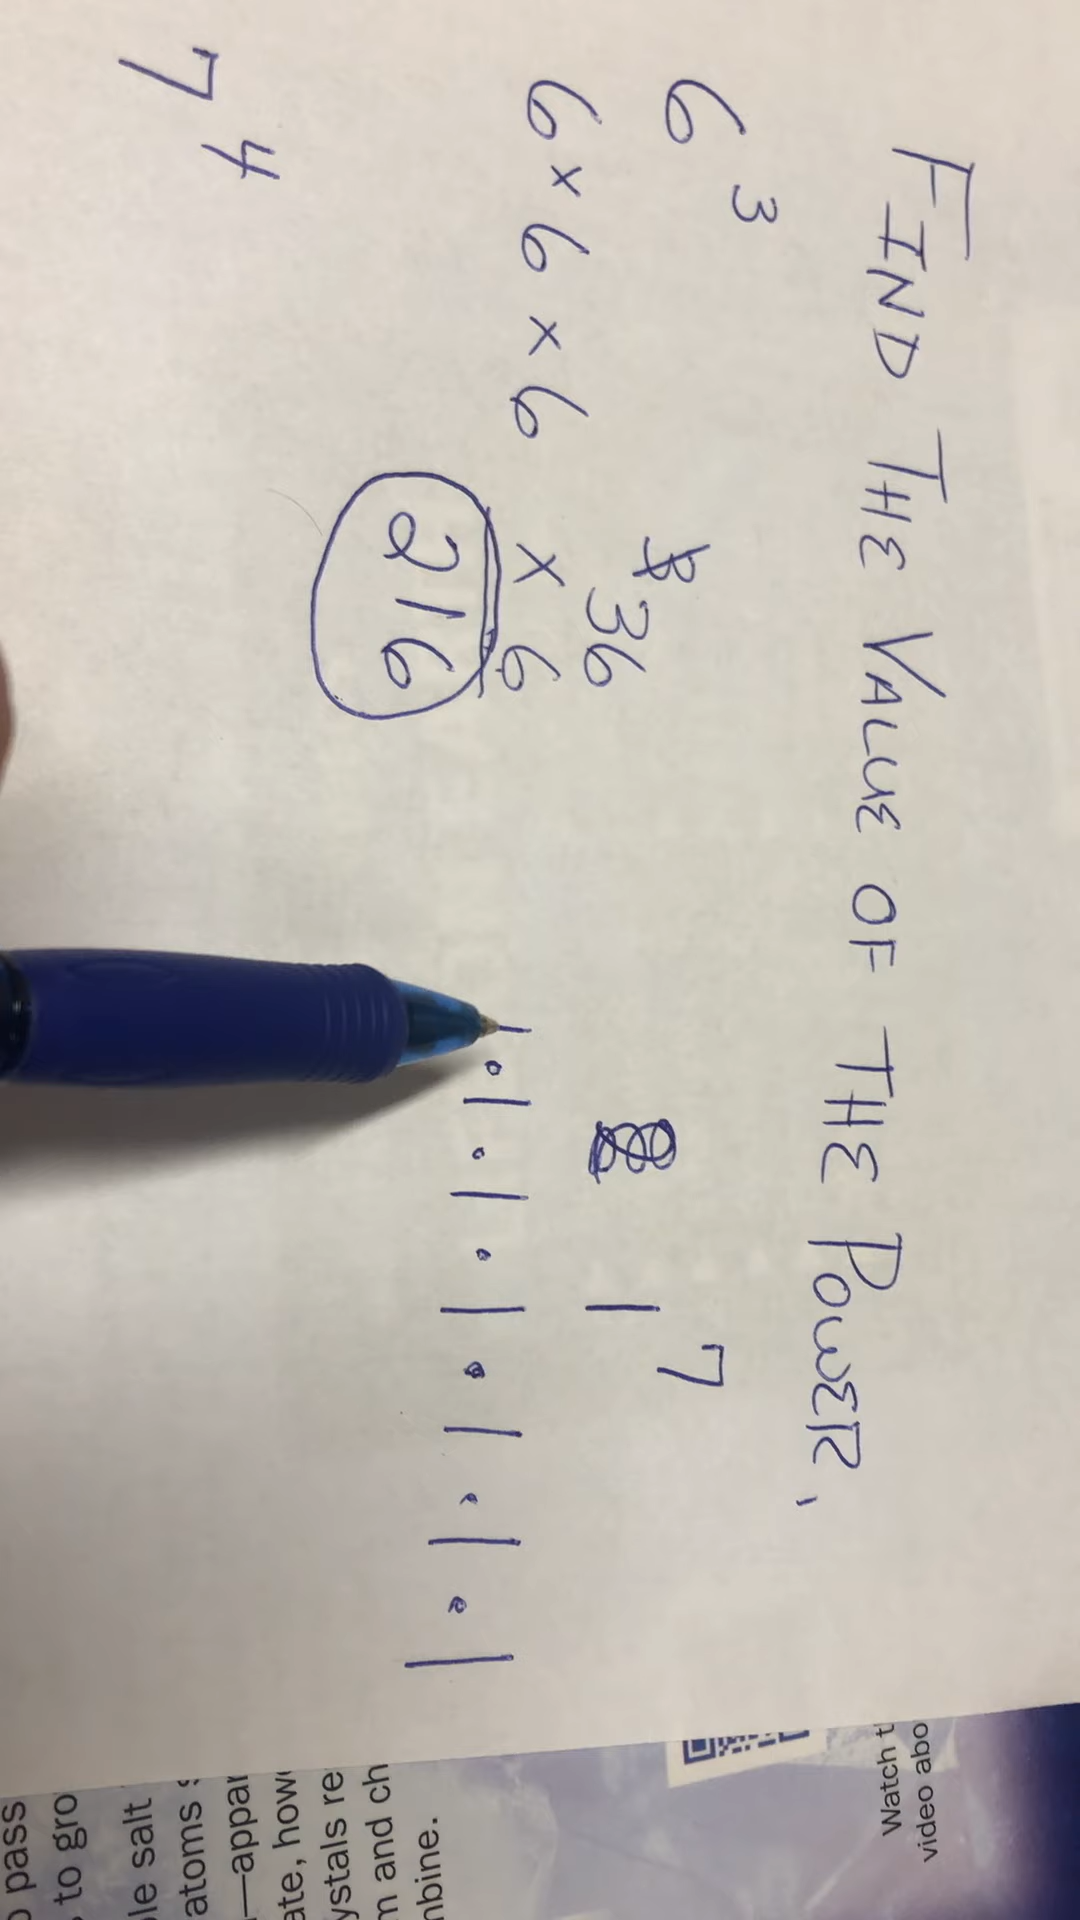 FIND THE VALUE OF THE POWER.
6³
1⁷
6 × 6 × 6
36
× 6
216
1 · 1 · 1 · 1 · 1 · 1 · 1
7⁴
Watch t
video abo
pass
to gro
le salt
atoms s
—appar
ate, how
ystals re
m and ch
nbine.